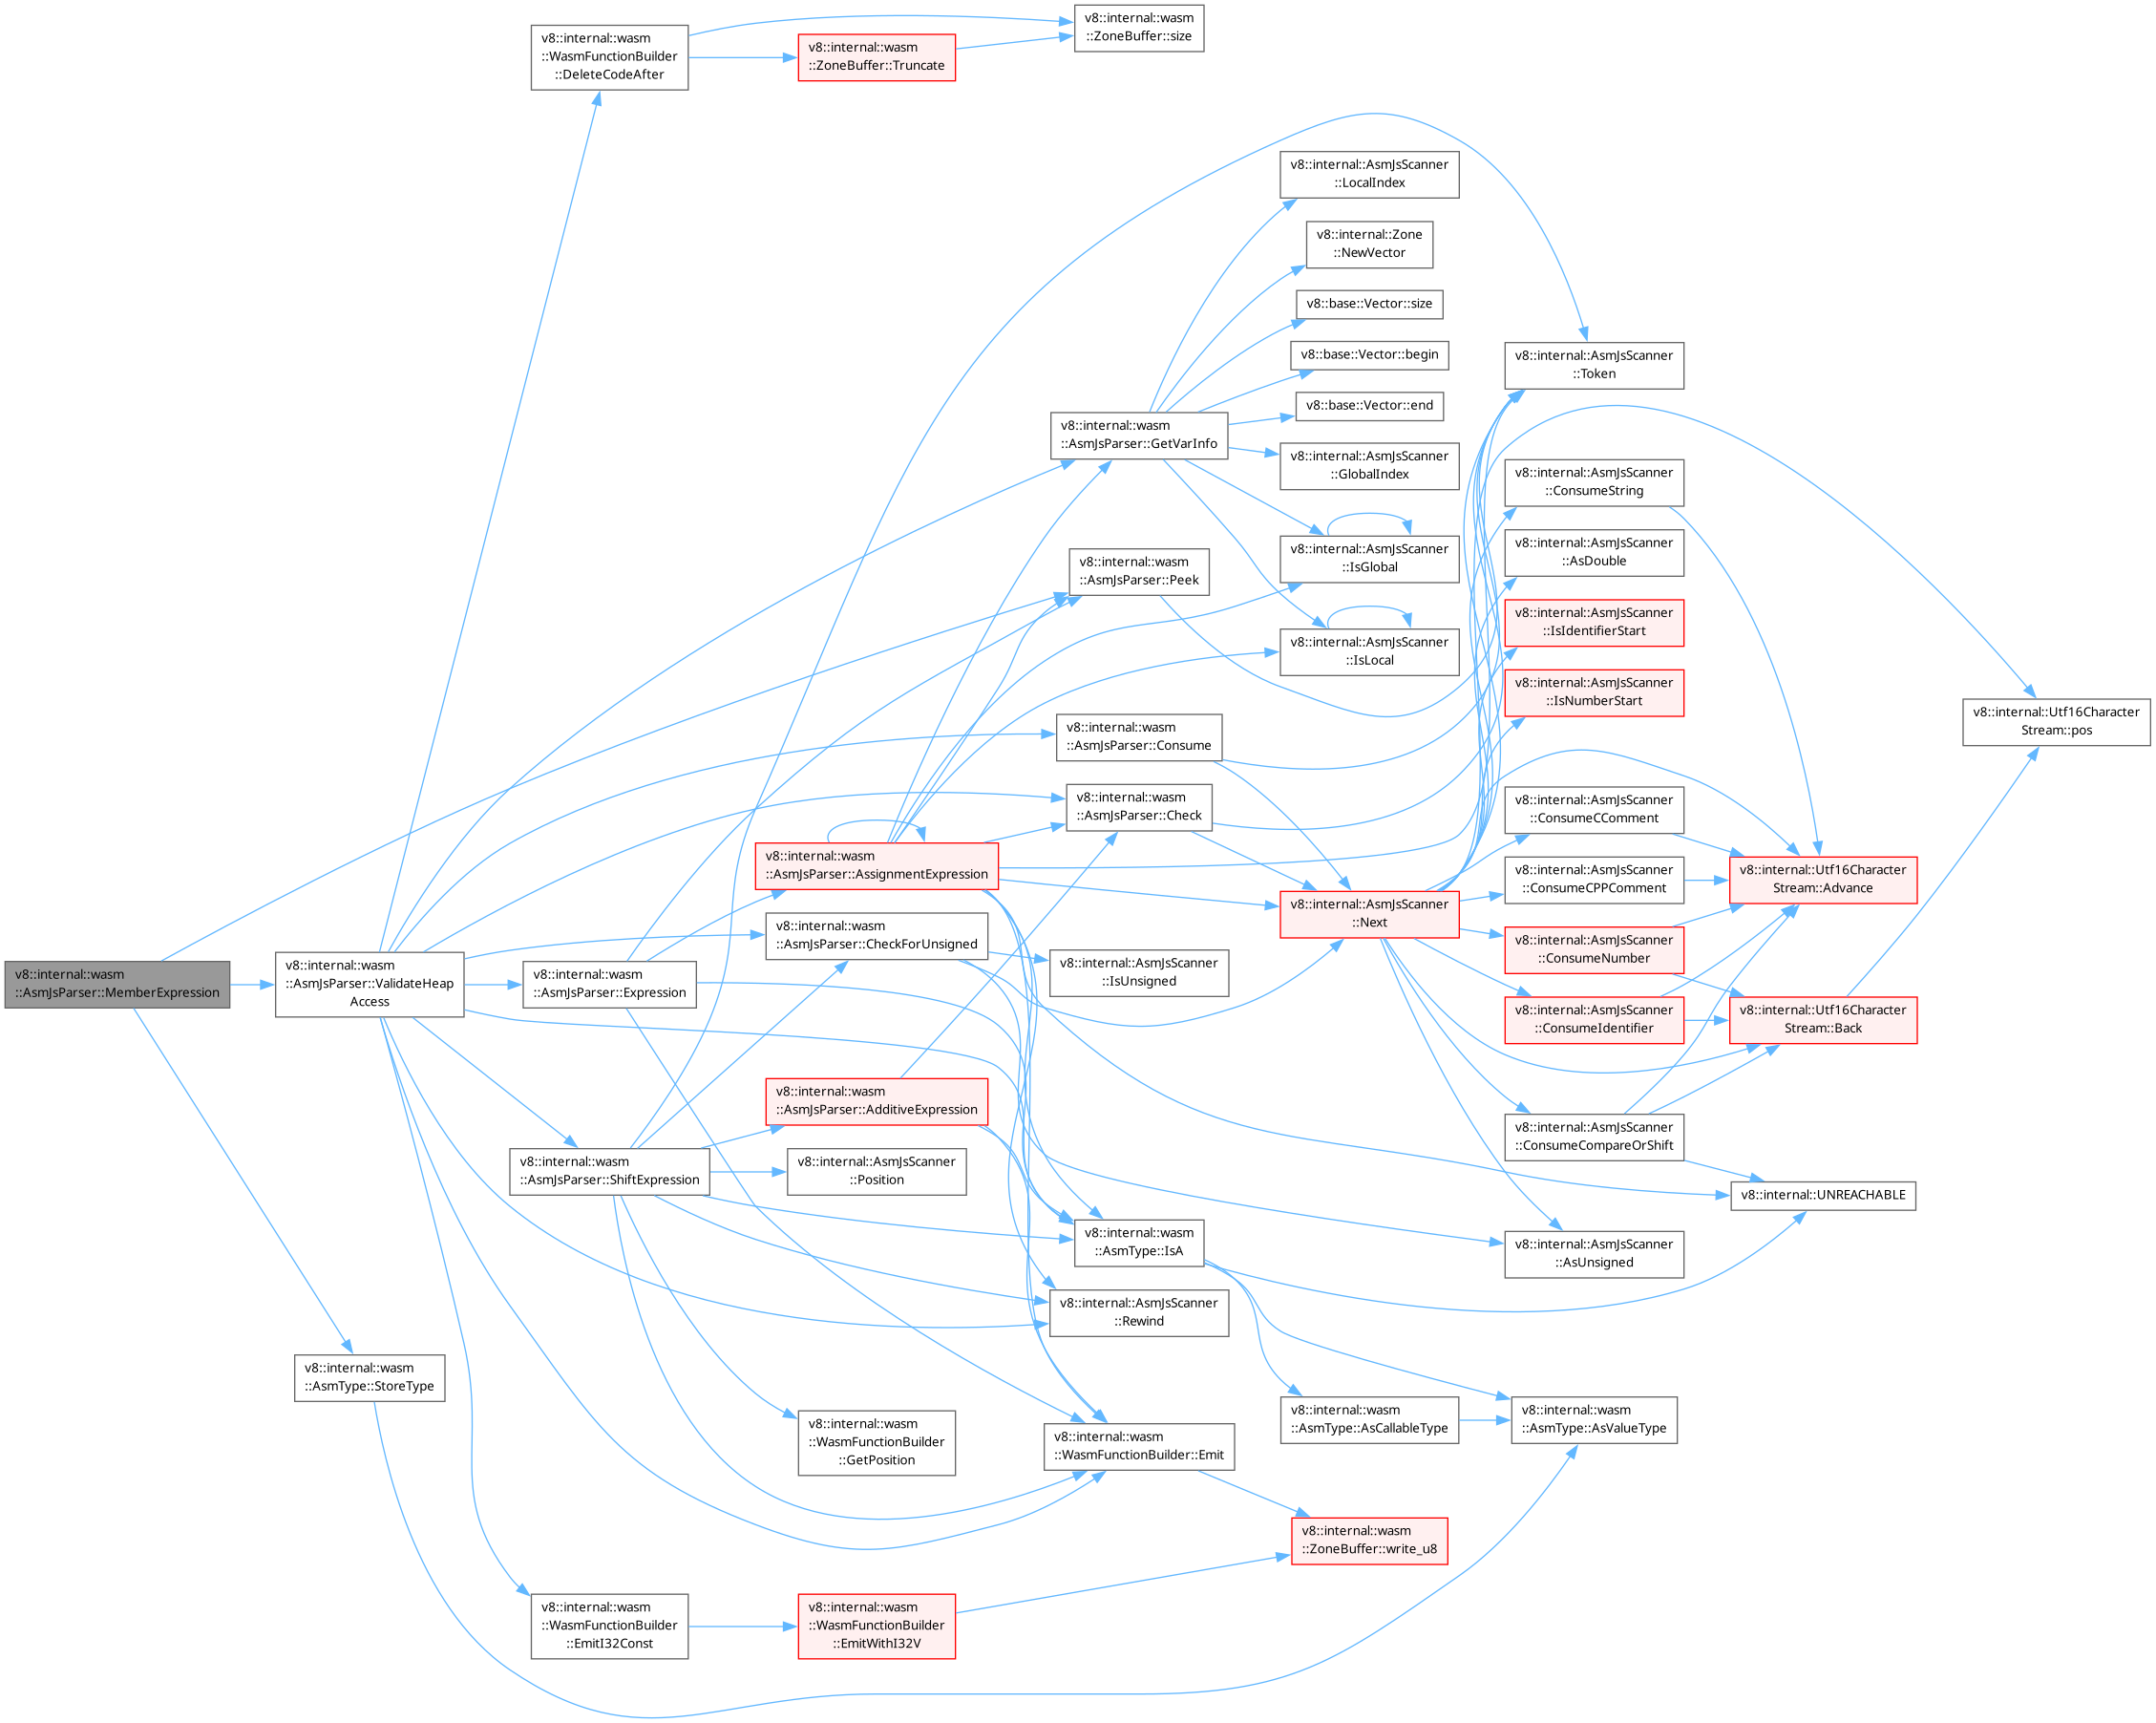 v8::internal::wasm
::AsmJsParser::MemberExpression
v8::internal::wasm
::AsmJsParser::ValidateHeap
Access
v8::internal::wasm
::AsmType::StoreType
v8::internal::wasm
::WasmFunctionBuilder
::DeleteCodeAfter
v8::internal::wasm
::AsmJsParser::Expression
v8::internal::wasm
::AsmJsParser::ShiftExpression
v8::internal::wasm
::WasmFunctionBuilder
::EmitI32Const
v8::internal::wasm
::ZoneBuffer::Truncate
v8::internal::wasm
::AsmJsParser::AssignmentExpression
v8::internal::wasm
::AsmJsParser::CheckForUnsigned
v8::internal::wasm
::AsmJsParser::AdditiveExpression
v8::internal::AsmJsScanner
::Position
v8::internal::wasm
::WasmFunctionBuilder
::GetPosition
v8::internal::wasm
::WasmFunctionBuilder
::EmitWithI32V
v8::internal::wasm
::ZoneBuffer::size
v8::internal::wasm
::AsmJsParser::GetVarInfo
v8::internal::wasm
::AsmJsParser::Peek
v8::internal::wasm
::AsmJsParser::Consume
v8::internal::wasm
::AsmJsParser::Check
v8::internal::AsmJsScanner
::IsUnsigned
v8::internal::wasm
::AsmType::IsA
v8::internal::AsmJsScanner
::Rewind
v8::internal::wasm
::WasmFunctionBuilder::Emit
v8::internal::AsmJsScanner
::LocalIndex
v8::internal::Zone
::NewVector
v8::base::Vector::size
v8::base::Vector::begin
v8::base::Vector::end
v8::internal::AsmJsScanner
::GlobalIndex
v8::internal::AsmJsScanner
::IsGlobal
v8::internal::AsmJsScanner
::IsLocal
v8::internal::AsmJsScanner
::Next
v8::internal::wasm
::AsmType::AsCallableType
v8::internal::wasm
::ZoneBuffer::write_u8
v8::internal::AsmJsScanner
::Token
v8::internal::AsmJsScanner
::ConsumeString
v8::internal::AsmJsScanner
::AsDouble
v8::internal::AsmJsScanner
::IsIdentifierStart
v8::internal::AsmJsScanner
::IsNumberStart
v8::internal::AsmJsScanner
::ConsumeCComment
v8::internal::AsmJsScanner
::ConsumeCPPComment
v8::internal::AsmJsScanner
::ConsumeNumber
v8::internal::AsmJsScanner
::ConsumeIdentifier
v8::internal::AsmJsScanner
::ConsumeCompareOrShift
v8::internal::AsmJsScanner
::AsUnsigned
v8::internal::wasm
::AsmType::AsValueType
v8::internal::Utf16Character
Stream::Advance
v8::internal::Utf16Character
Stream::Back
v8::internal::UNREACHABLE
v8::internal::Utf16Character
Stream::pos